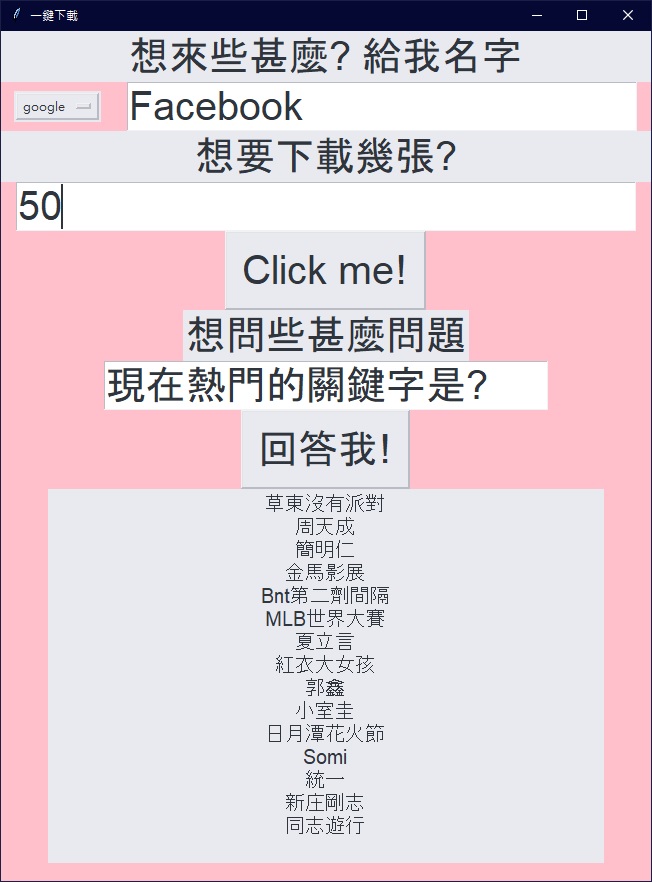 一鍵下載
想來些甚麼? 給我名字
google
Facebook
想要下載幾張?
50
Click me!
想問些甚麼問題
現在熱門的關鍵字是?
回答我!
草東沒有派對
周天成
簡明仁
金馬影展
Bnt第二劑間隔
MLB世界大賽
夏立言
紅衣大女孩
郭鑫
小室圭
日月潭花火節
Somi
統一
新庄剛志
同志遊行